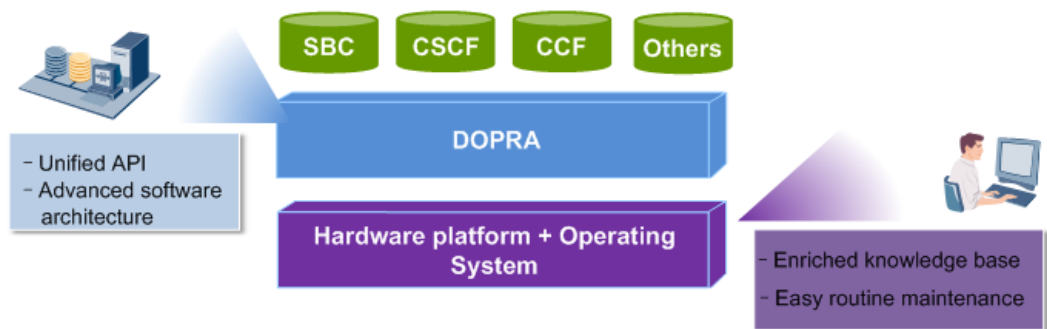 SBC
CSCF
CCF
Others
DOPRA
- Unified API
- Advanced software
architecture
Hardware platform + Operating
System
- Enriched knowledge base
- Easy routine maintenance